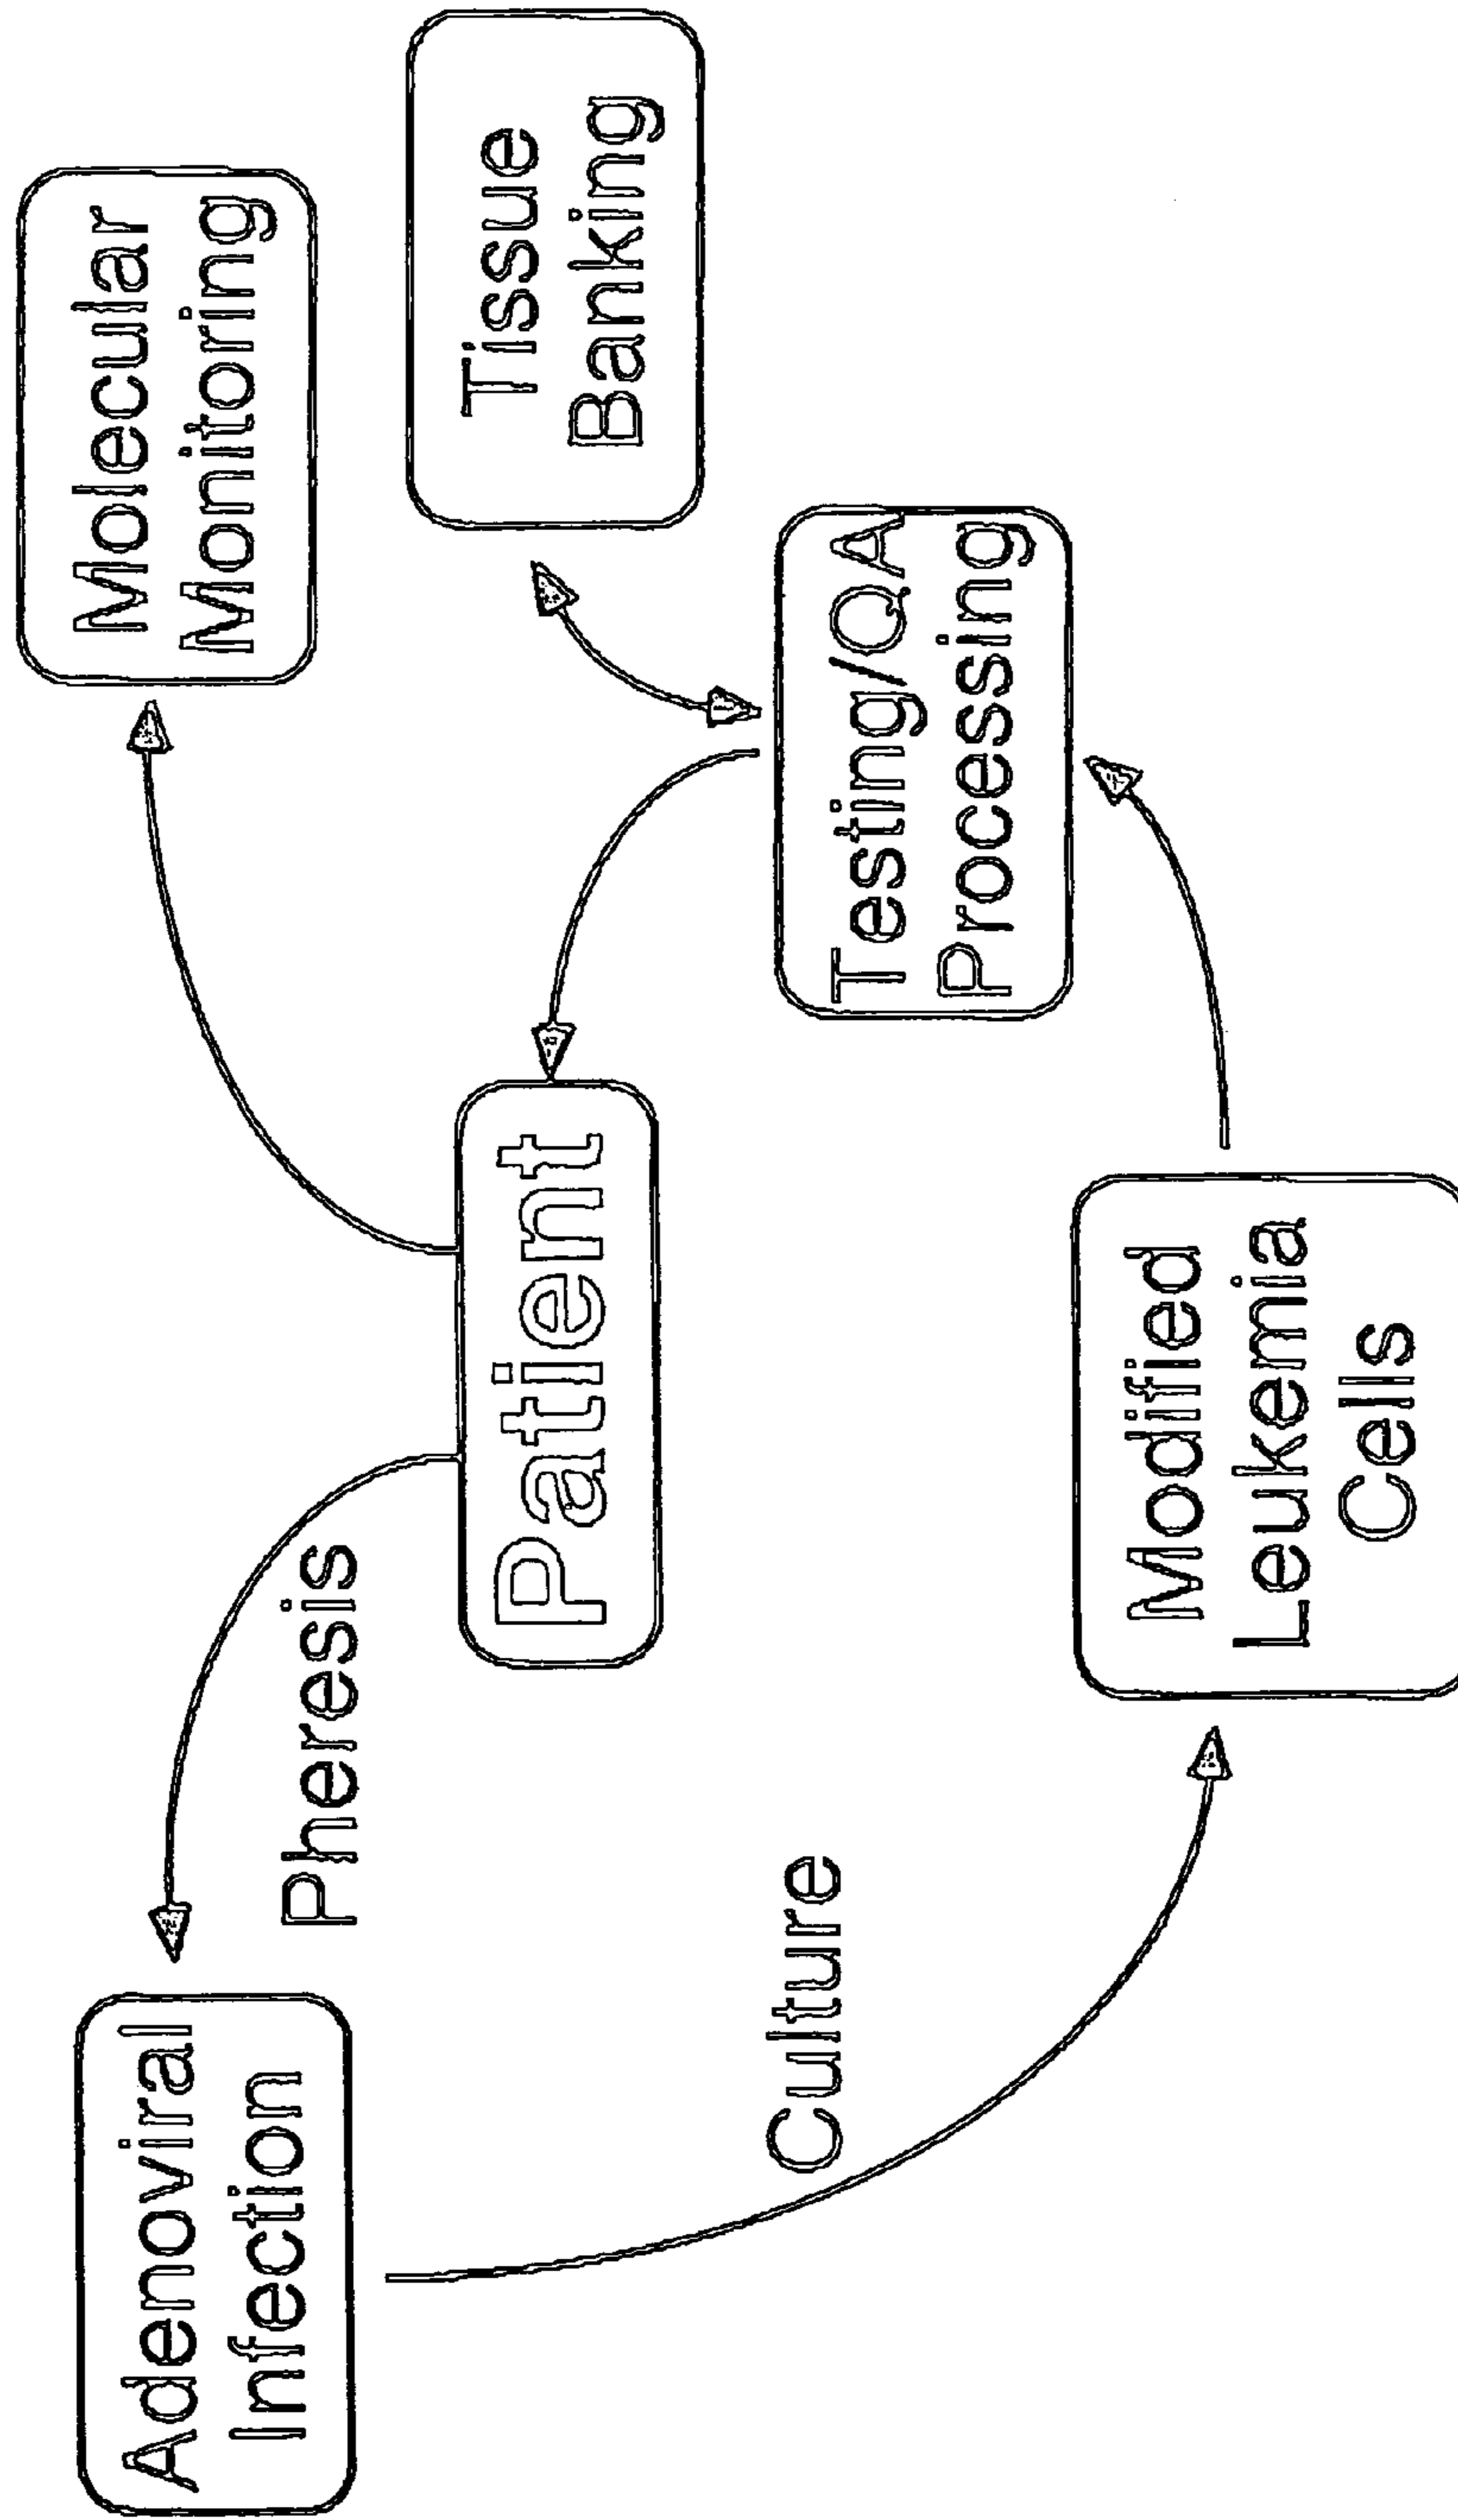 Adenoviral
Infection
Pheresis
Molecular
Monitoring
Patient
Tissue
Banking
Culture
Testing/QA
Processing
Modified
Leukemia
Cells